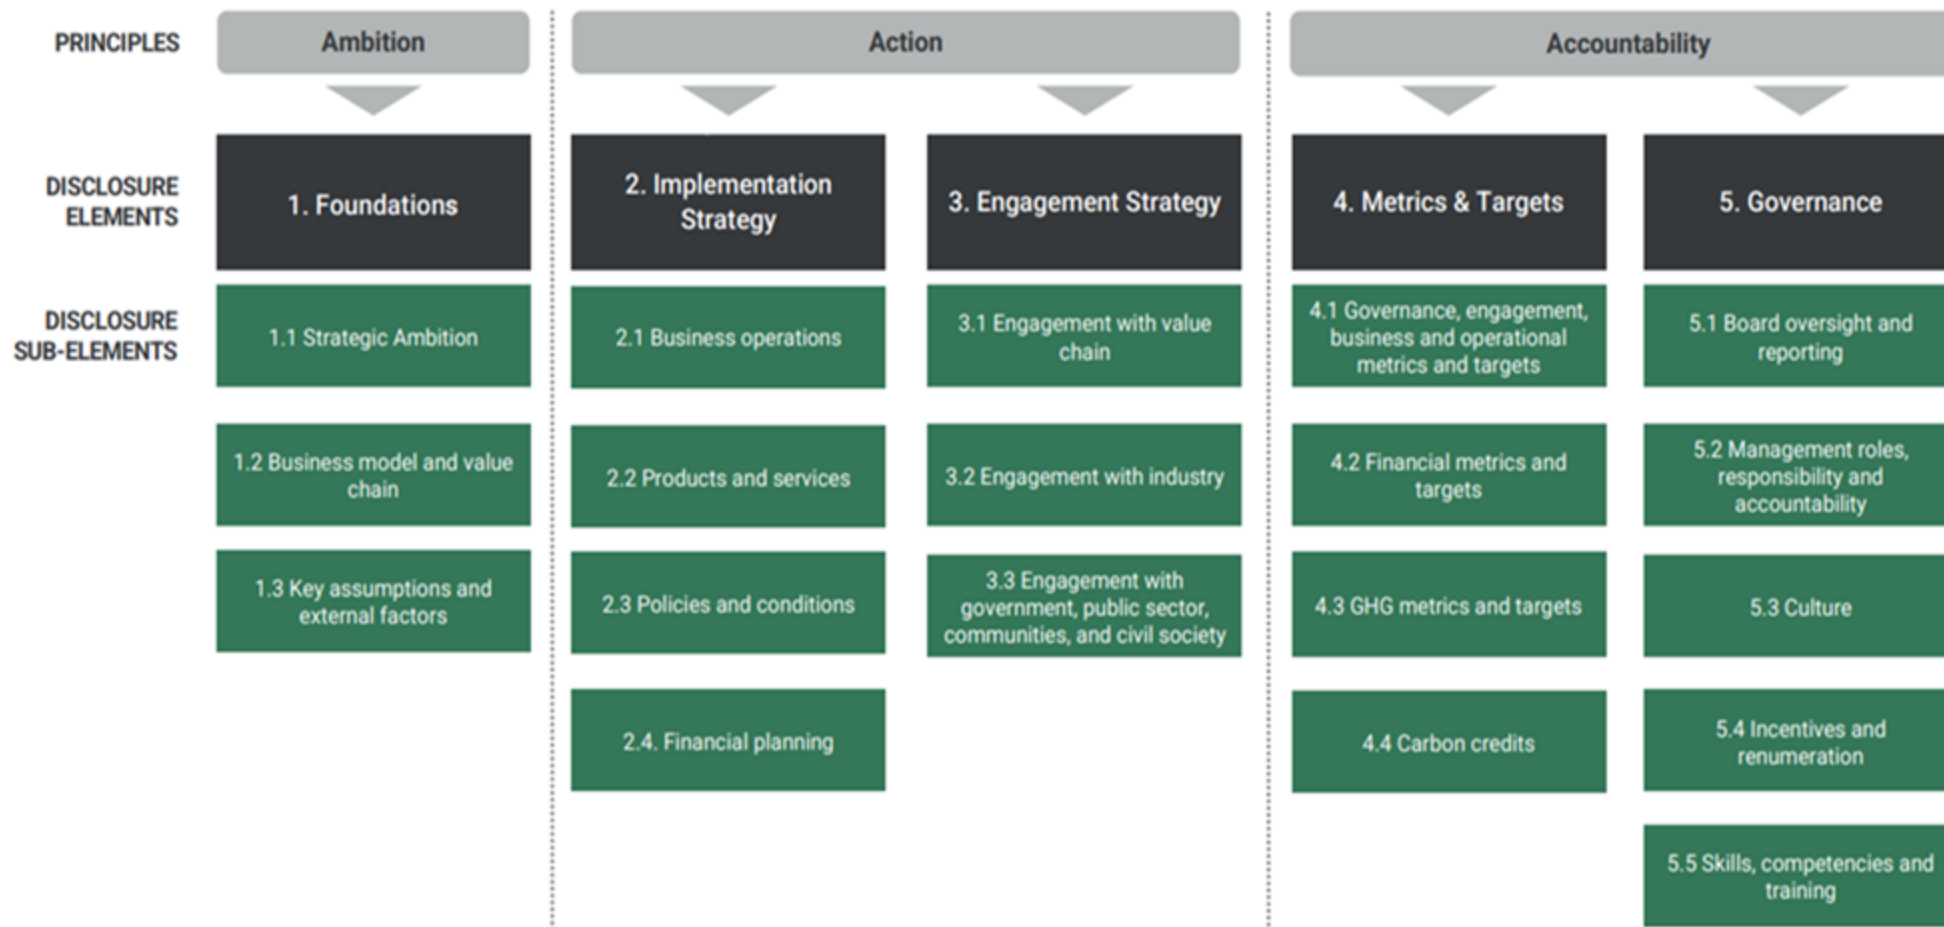 PRINCIPLES
Ambition
Action
Accountability
DISCLOSURE
ELEMENTS
1. Foundations
2. Implementation
Strategy
3. Engagement Strategy
4. Metrics & Targets
5. Governance
DISCLOSURE
SUB-ELEMENTS
1.1 Strategic Ambition
2.1 Business operations
3.1 Engagement with value
chain
4.1 Governance, engagement,
business and operational
metrics and targets
5.1 Board oversight and
reporting
1.2 Business model and value
chain
2.2 Products and services
3.2 Engagement with industry
4.2 Financial metrics and
targets
5.2 Management roles,
responsibility and
accountability
1.3 Key assumptions and
external factors
2.3 Policies and conditions
3.3 Engagement with
government, public sector,
communities, and civil society
4.3 GHG metrics and targets
5.3 Culture
2.4. Financial planning
4.4 Carbon credits
5.4 Incentives and
renumeration
5.5 Skills, competencies and
training